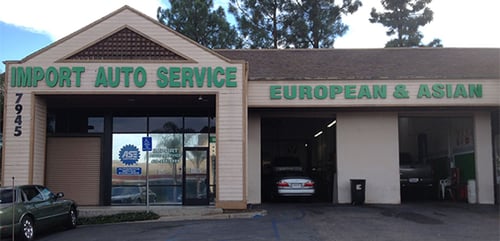 IMPORT AUTO SERVICE
EUROPEAN & ASIAN
7945
ASE